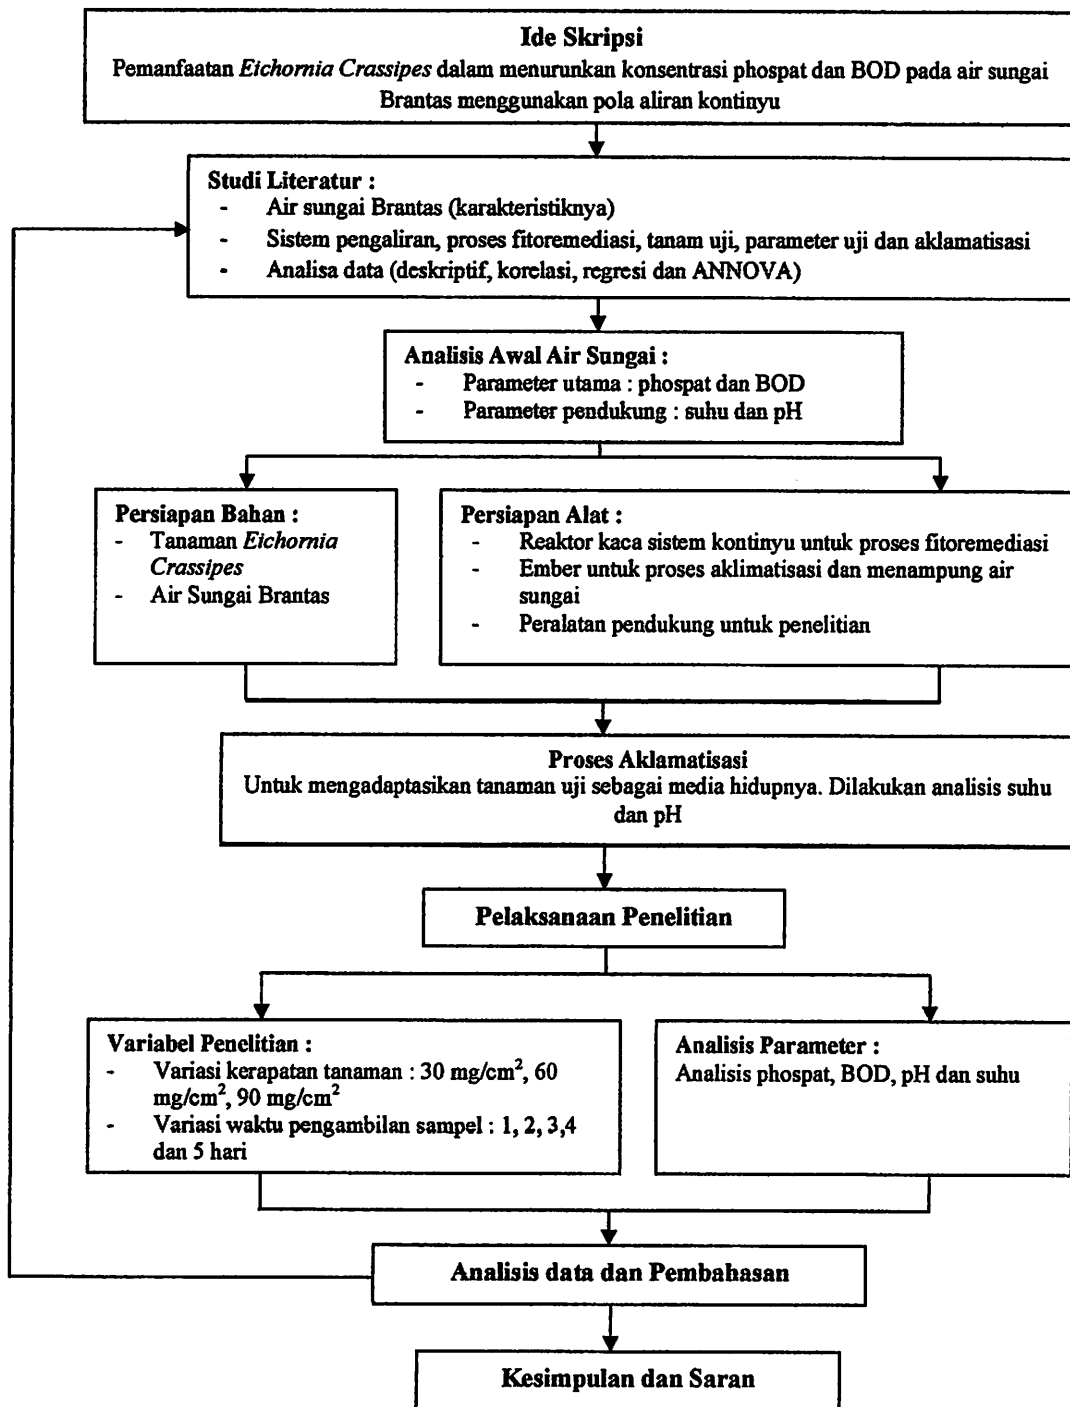 Ide Skripsi
Pemanfaatan Eichornia Crassipes dalam menurunkan konsentrasi phospat dan BOD pada air sungai
Brantas menggunakan pola aliran kontinyu
Studi Literatur :
- Air sungai Brantas (karakteristiknya)
- Sistem pengaliran, proses fitoremediasi, tanam uji, parameter uji dan aklamatisasi
- Analisa data (deskriptif, korelasi, regresi dan ANNOVA)
Analisis Awal Air Sungai :
- Parameter utama : phospat dan BOD
- Parameter pendukung : suhu dan pH
Persiapan Bahan :
- Tanaman Eichornia
Crassipes
- Air Sungai Brantas
Persiapan Alat :
- Reaktor kaca sistem kontinyu untuk proses fitoremediasi
- Ember untuk proses aklimatisasi dan menampung air
sungai
- Peralatan pendukung untuk penelitian
Proses Aklamatisasi
Untuk mengadaptasikan tanaman uji sebagai media hidupnya. Dilakukan analisis suhu
dan pH
Pelaksanaan Penelitian
Variabel Penelitian :
- Variasi kerapatan tanaman : 30 mg/cm², 60
mg/cm², 90 mg/cm²
- Variasi waktu pengambilan sampel : 1, 2, 3,4
dan 5 hari
Analisis Parameter :
Analisis phospat, BOD, pH dan suhu
Analisis data dan Pembahasan
Kesimpulan dan Saran